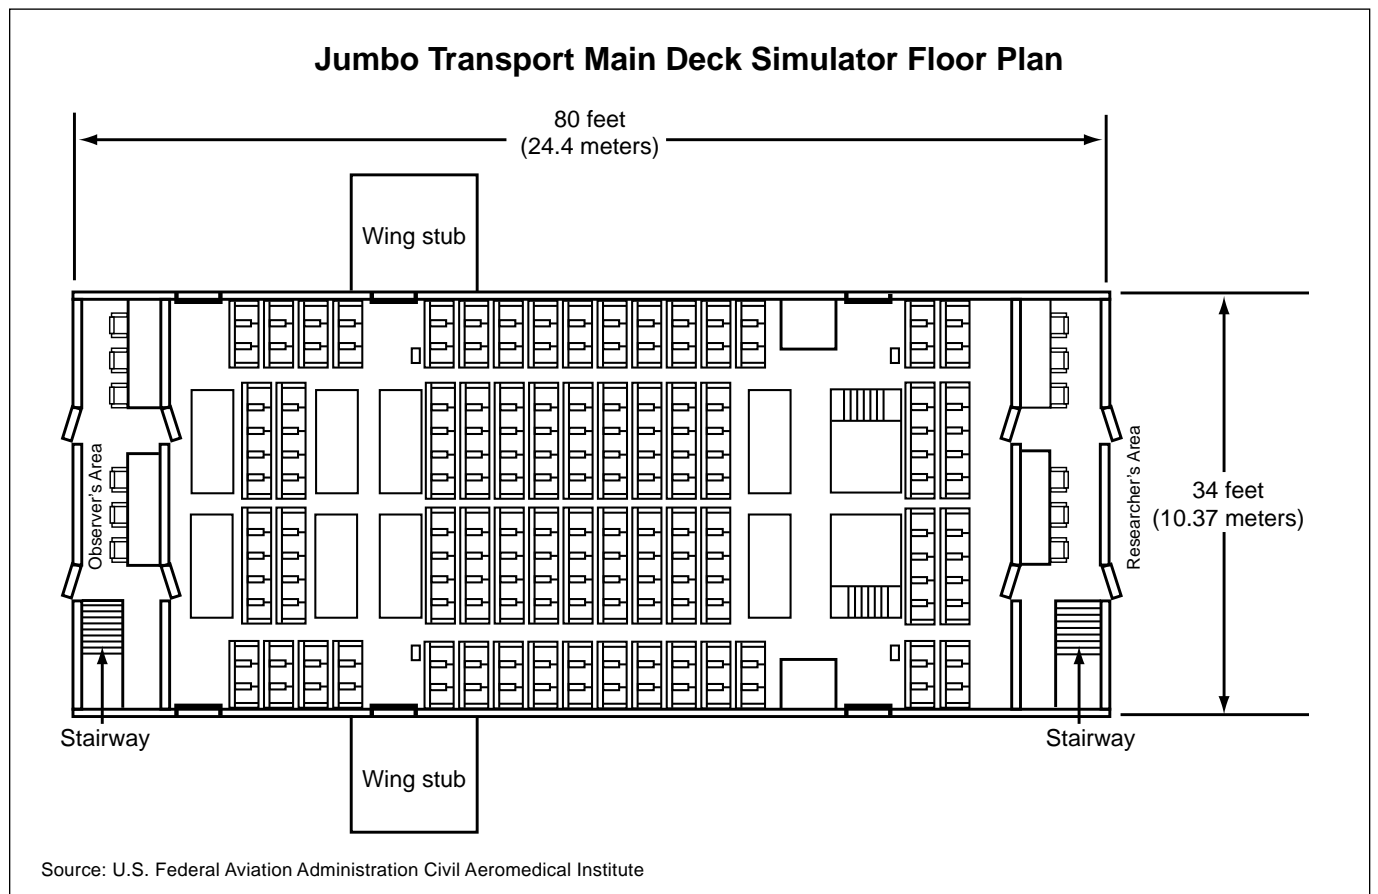 Jumbo Transport Main Deck Simulator Floor Plan
80 feet
(24.4 meters)
Wing stub
Observer's Area
Researcher's Area
34 feet
(10.37 meters)
Stairway
Stairway
Wing stub
Source: U.S. Federal Aviation Administration Civil Aeromedical Institute